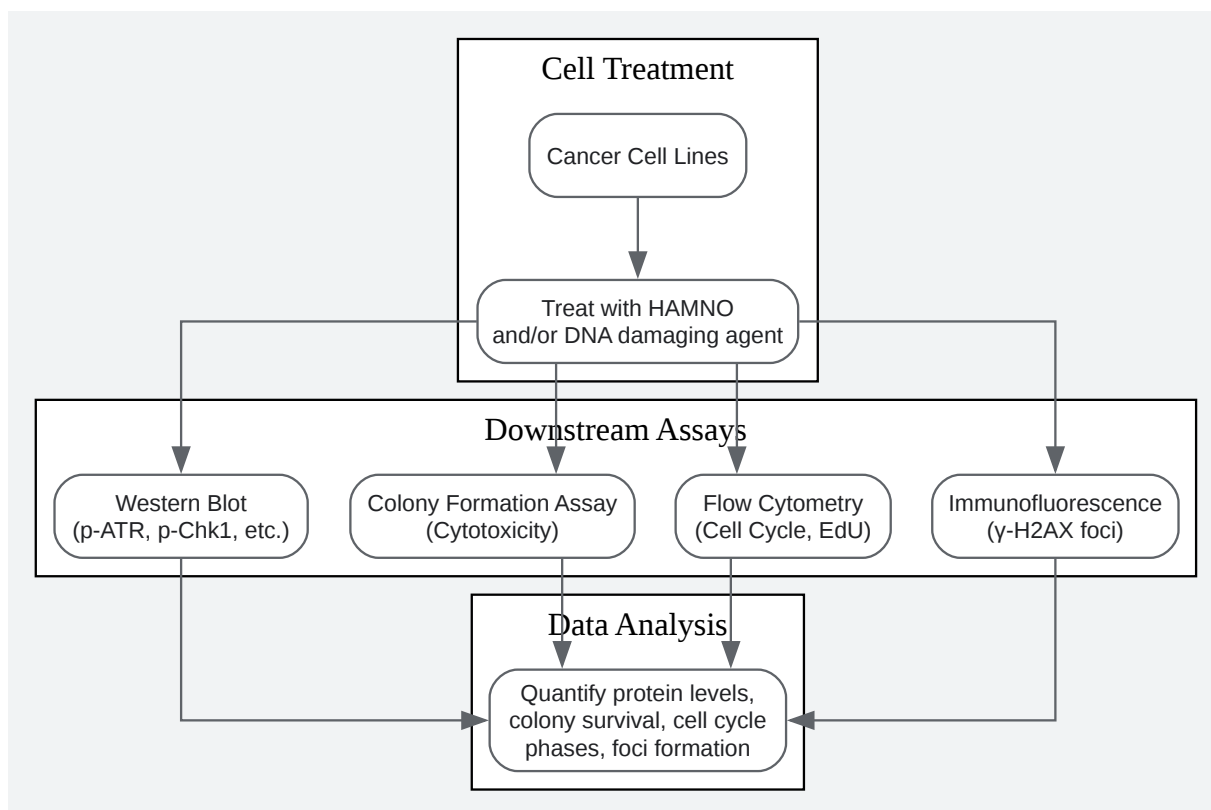 Cell Treatment
Cancer Cell Lines
Treat with HAMNO
and/or DNA damaging agent
Downstream Assays
Western Blot
(p-ATR, p-Chk1, etc.)
Colony Formation Assay
(Cytotoxicity)
Flow Cytometry
(Cell Cycle, EdU)
Immunofluorescence
(γ-H2AX foci)
Data Analysis
Quantify protein levels,
colony survival, cell cycle
phases, foci formation